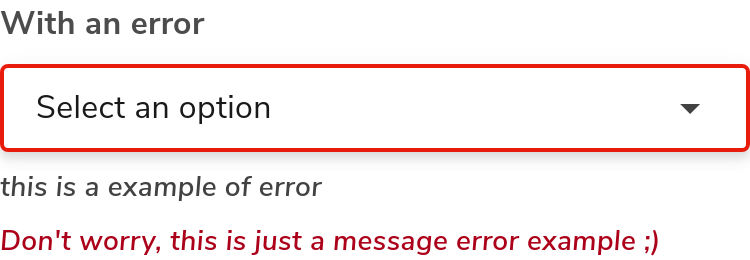 With an error
Select an option
this is a example of error
Don't worry, this is just a message error example ;)